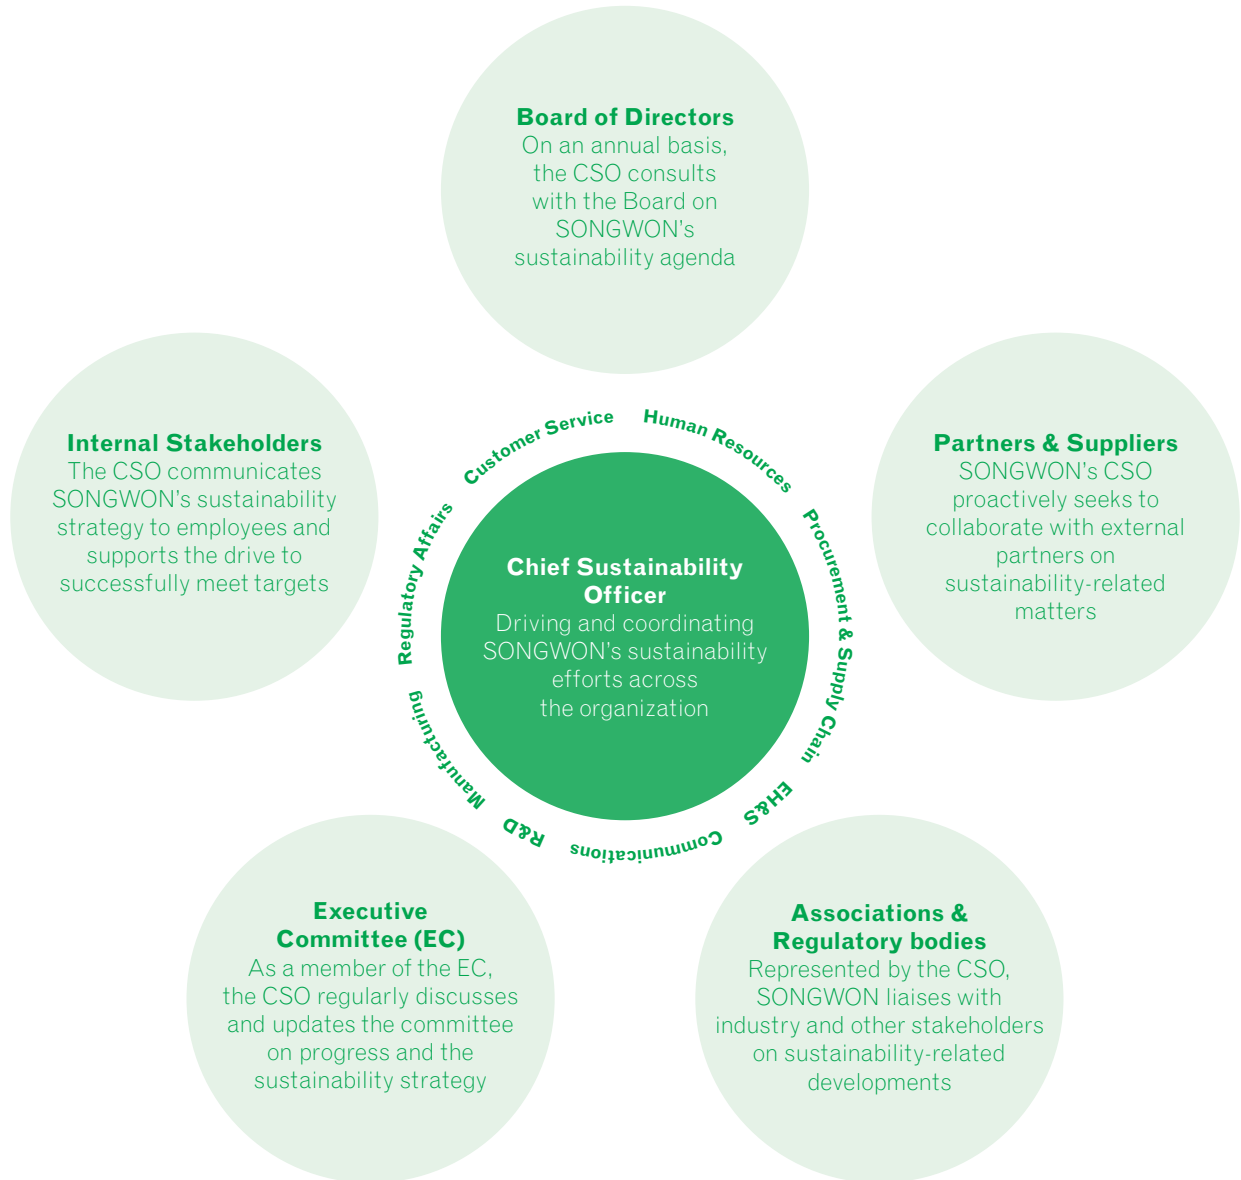 Board of Directors
On an annual basis,
the CSO consults
with the Board on
SONGWON’s
sustainability agenda
Internal Stakeholders
The CSO communicates
SONGWON’s sustainability
strategy to employees and
supports the drive to
successfully meet targets
Partners & Suppliers
SONGWON’s CSO
proactively seeks to
collaborate with external
partners on
sustainability-related
matters
Customer Service
Human Resources
Procurement & Supply Chain
EH&S
Communications
R&D
Manufacturing
Regulatory Affairs
Chief Sustainability
Officer
Driving and coordinating
SONGWON’s sustainability
efforts across
the organization
Executive
Committee (EC)
As a member of the EC,
the CSO regularly discusses
and updates the committee
on progress and the
sustainability strategy
Associations &
Regulatory bodies
Represented by the CSO,
SONGWON liaises with
industry and other stakeholders
on sustainability-related
developments